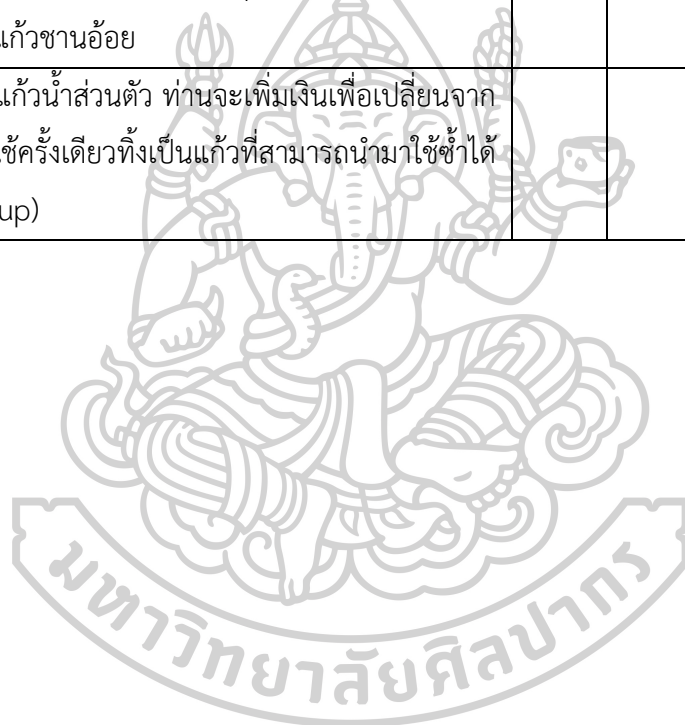 แก้วชานอ้อย
แก้วน้ำส่วนตัว ท่านจะเพิ่มเงินเพื่อเปลี่ยนจาก
ช้ครั้งเดียวทิ้งเป็นแก้วที่สามารถนำมาใช้ซ้ำได้
up)
มหาวิทยาลัยศิลปากร